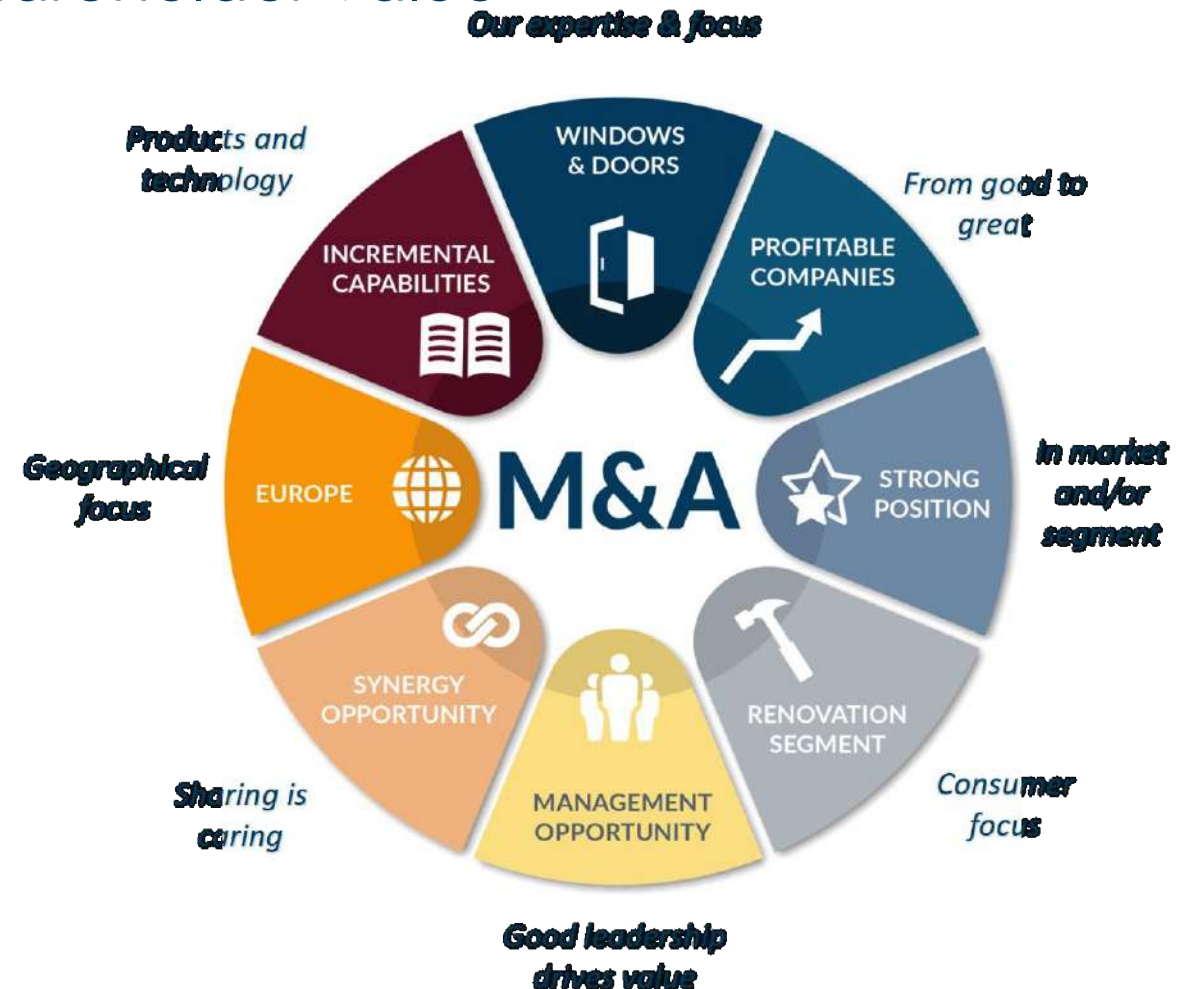 Our expertise & focus
WINDOWS
& DOORS
From good to
great
PROFITABLE
COMPANIES
In market
and/or
segment
STRONG
POSITION
Consumer
focus
RENOVATION
SEGMENT
Good leadership
drives value
MANAGEMENT
OPPORTUNITY
Sharing is
caring
SYNERGY
OPPORTUNITY
Geographical
focus
EUROPE
Products and
technology
INCREMENTAL
CAPABILITIES
M&A